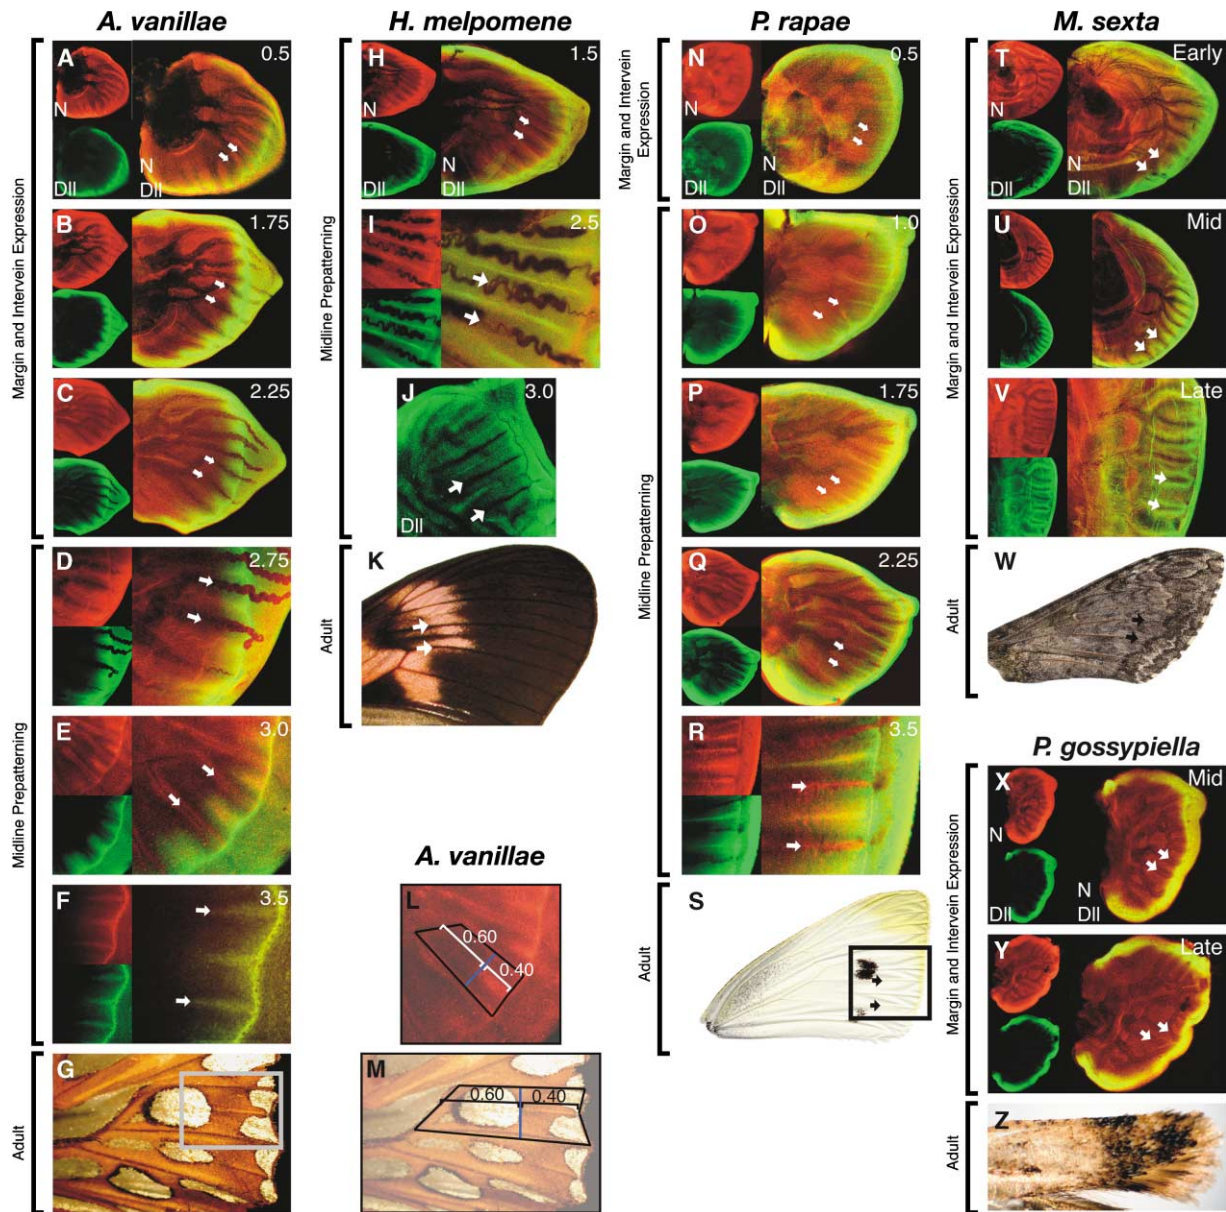 A. vanillae
H. melpomene
P. rapae
M. sexta
Margin and Intervein Expression
A
0.5
N
Dll
N
Dll
B
1.75
C
2.25
Midline Prepatterning
D
2.75
E
3.0
F
3.5
Adult
G
Midline Prepatterning
H
1.5
N
Dll
N
Dll
I
2.5
J
3.0
Dll
Adult
K
A. vanillae
L
0.60
0.40
M
0.60
0.40
Margin and Intervein
Expression
N
0.5
N
Dll
N
Dll
Midline Prepatterning
O
1.0
P
1.75
Q
2.25
R
3.5
Adult
S
Margin and Intervein Expression
T
Early
N
Dll
N
Dll
U
Mid
V
Late
Adult
W
P. gossypiella
Margin and Intervein Expression
X
Mid
N
Dll
N
Dll
Y
Late
Adult
Z